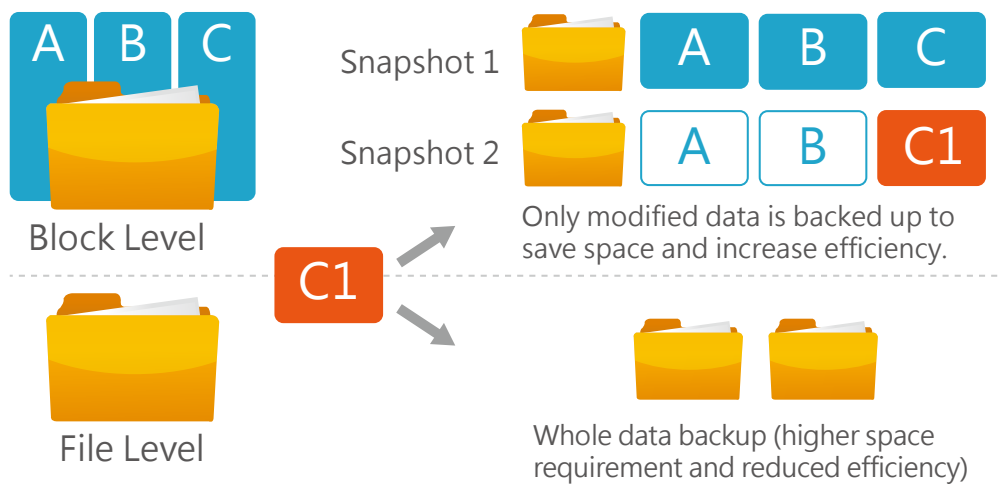 A B C
Block Level
Snapshot 1 A B C
Snapshot 2 A B C1
Only modified data is backed up to
save space and increase efficiency.
C1
File Level
Whole data backup (higher space
requirement and reduced efficiency)